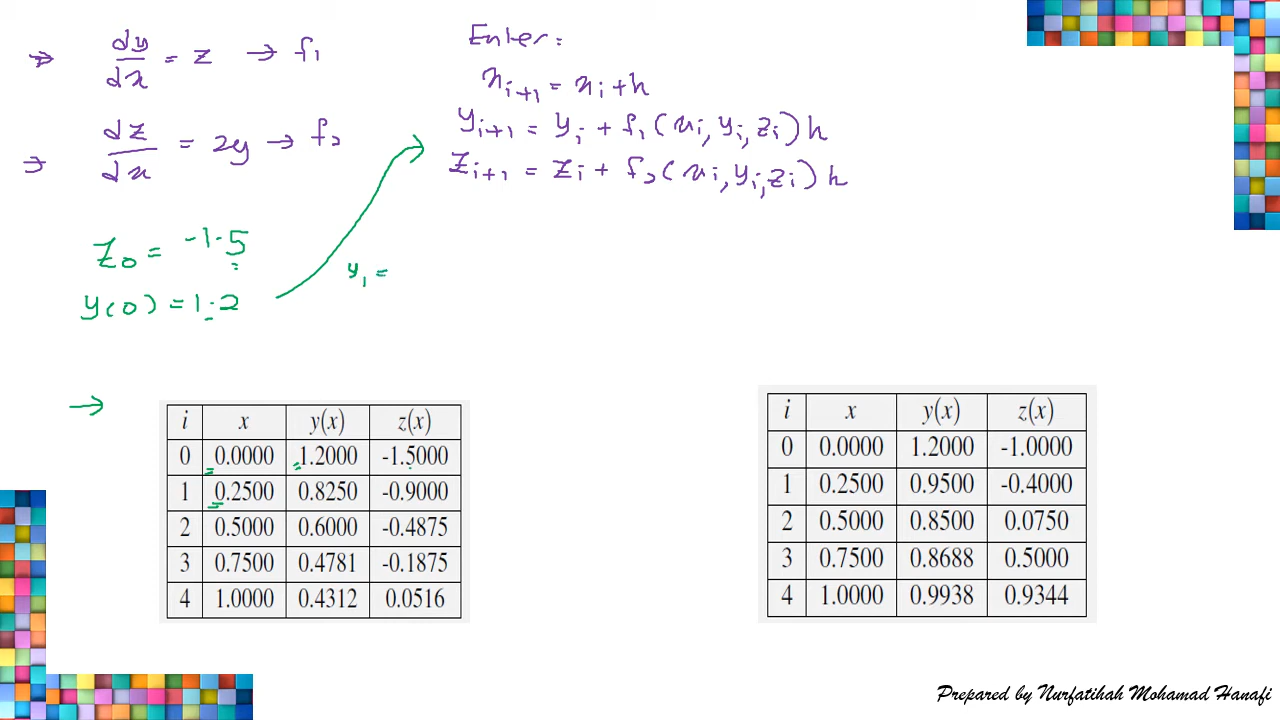 ⇒ dy/dx = z → f₁
⇒ dz/dx = 2y → f₂
z₀ = -1.5
y(0) = 1.2
Euler:
xᵢ₊₁ = xᵢ + h
yᵢ₊₁ = yᵢ + f₁(xᵢ, yᵢ, zᵢ) h
zᵢ₊₁ = zᵢ + f₂(xᵢ, yᵢ, zᵢ) h
y₁ =
→
i x y(x) z(x)
0 0.0000 1.2000 -1.5000
1 0.2500 0.8250 -0.9000
2 0.5000 0.6000 -0.4875
3 0.7500 0.4781 -0.1875
4 1.0000 0.4312 0.0516
i x y(x) z(x)
0 0.0000 1.2000 -1.0000
1 0.2500 0.9500 -0.4000
2 0.5000 0.8500 0.0750
3 0.7500 0.8688 0.5000
4 1.0000 0.9938 0.9344
Prepared by Nurfatihah Mohamad Hanafi